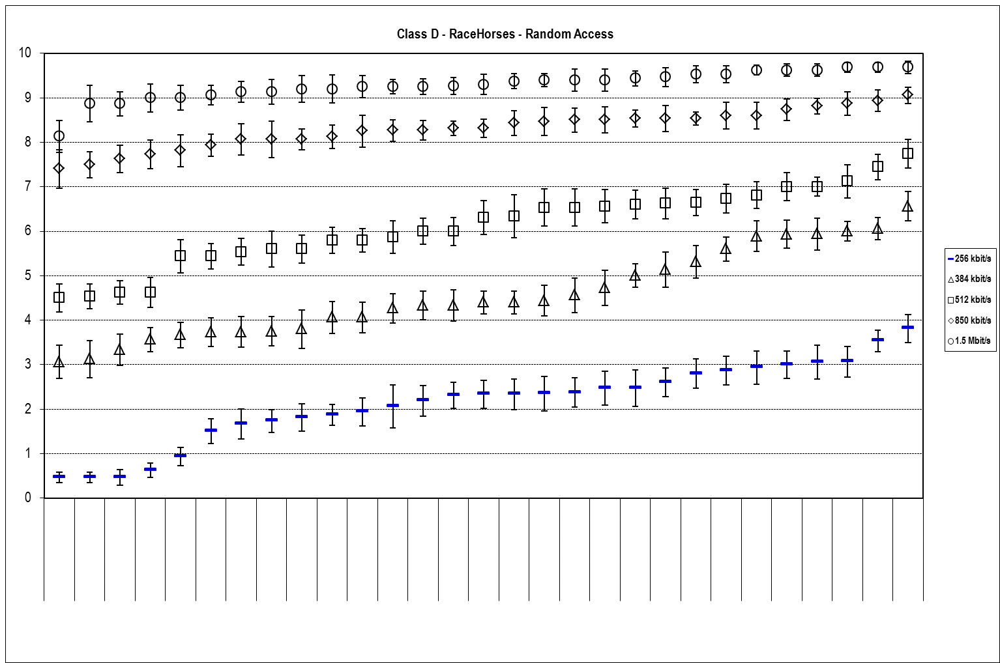 Class D - RaceHorses - Random Access
10
9
8
7
6
5
4
3
2
1
0
256 kbit/s
384 kbit/s
512 kbit/s
850 kbit/s
1.5 Mbit/s